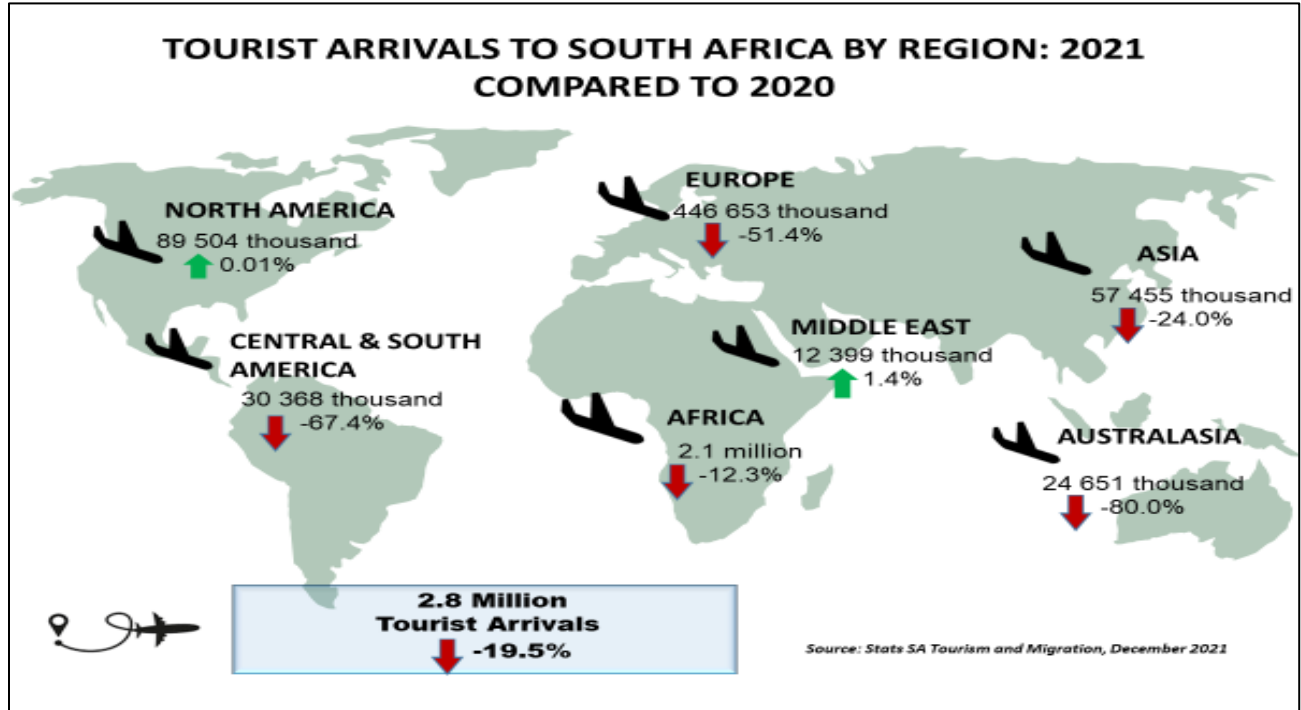 TOURIST ARRIVALS TO SOUTH AFRICA BY REGION: 2021
COMPARED TO 2020
NORTH AMERICA
89 504 thousand
0.01%
EUROPE
446 653 thousand
-51.4%
ASIA
57 455 thousand
-24.0%
CENTRAL & SOUTH
AMERICA
30 368 thousand
-67.4%
MIDDLE EAST
12 399 thousand
1.4%
AFRICA
2.1 million
-12.3%
AUSTRALASIA
24 651 thousand
-80.0%
2.8 Million
Tourist Arrivals
-19.5%
Source: Stats SA Tourism and Migration, December 2021